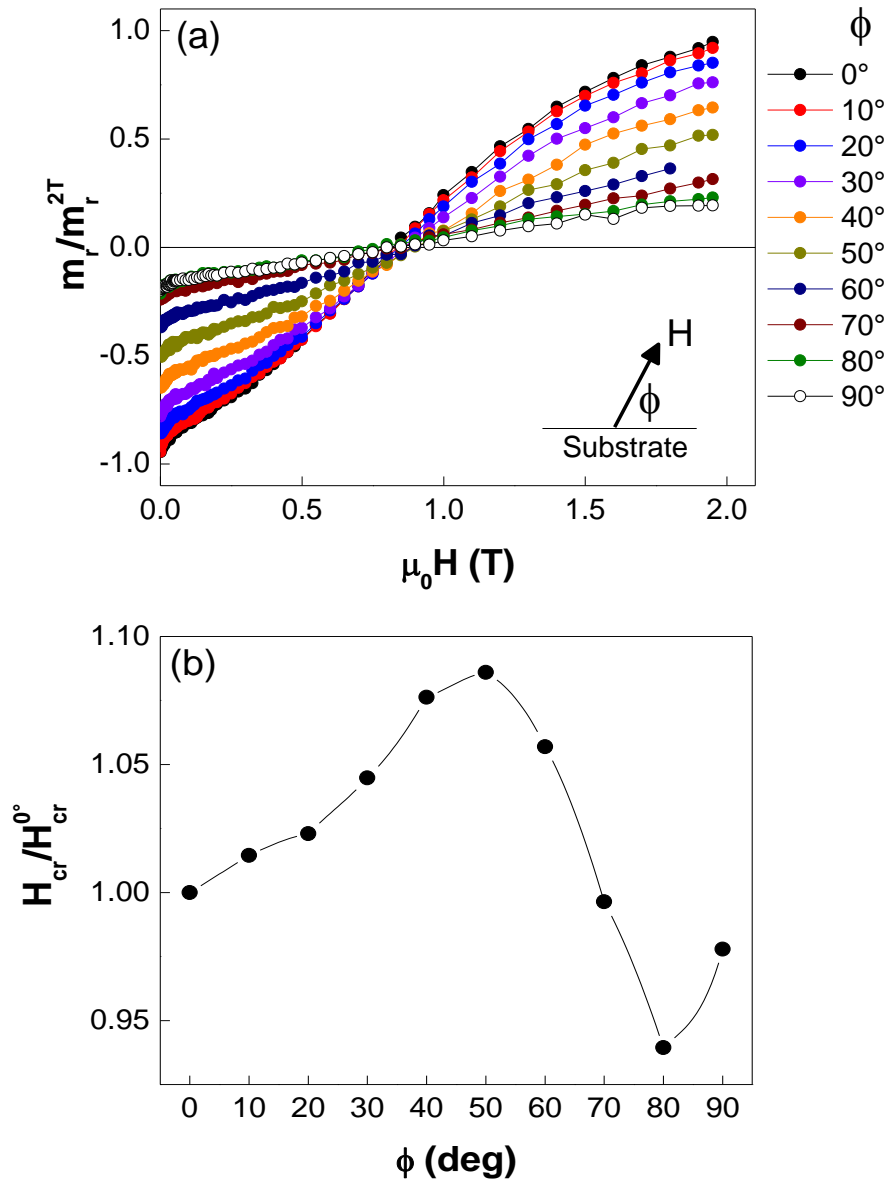 (a)
ϕ
1.0
0.5
0.0
-0.5
-1.0
m_r/m_r^2T
0°
10°
20°
30°
40°
50°
60°
70°
80°
90°
H
ϕ
Substrate
0.0 0.5 1.0 1.5 2.0
μ₀H (T)
(b)
1.10
1.05
1.00
0.95
H_cr/H_cr^0°
0 10 20 30 40 50 60 70 80 90
ϕ (deg)